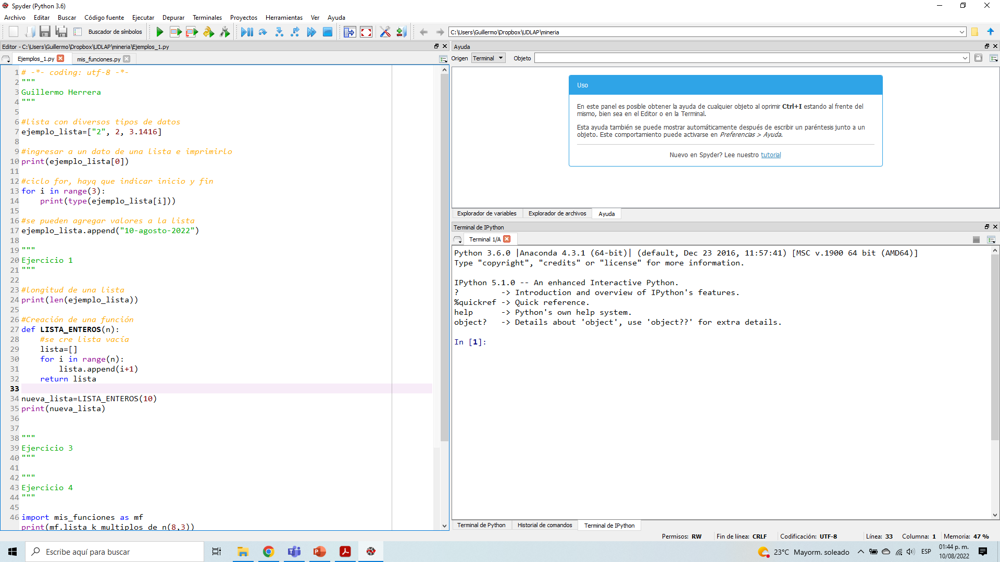 Spyder (Python 3.6)
Archivo Editar Buscar Código fuente Ejecutar Depurar Terminales Proyectos Herramientas Ver Ayuda
Buscador de símbolos
C:\Users\Guillermo\Dropbox\UDLAP\mineria
Editor - C:\Users\Guillermo\Dropbox\UDLAP\mineria\Ejemplos_1.py
Ejemplos_1.py mis_funciones.py
1 # -*- coding: utf-8 -*-
2 """
3 Guillermo Herrera
4 """
5
6 #lista con diversos tipos de datos
7 ejemplo_lista=["2", 2, 3.1416]
8
9 #ingresar a un dato de una lista e imprimirlo
10 print(ejemplo_lista[0])
11
12 #ciclo for, hayq que indicar inicio y fin
13 for i in range(3):
14     print(type(ejemplo_lista[i]))
15
16 #se pueden agregar valores a la lista
17 ejemplo_lista.append("10-agosto-2022")
18
19 """
20 Ejercicio 1
21 """
22
23 #longitud de una lista
24 print(len(ejemplo_lista))
25
26 #Creación de una función
27 def LISTA_ENTEROS(n):
28     #se cre lista vacía
29     lista=[]
30     for i in range(n):
31         lista.append(i+1)
32     return lista
33
34 nueva_lista=LISTA_ENTEROS(10)
35 print(nueva_lista)
36
37
38 """
39 Ejercicio 3
40 """
41
42 """
43 Ejercicio 4
44 """
45
46 import mis_funciones as mf
print(mf.lista_k_multiplos_de_n(8,3))
Ayuda
Origen Terminal Objeto
Uso
En este panel es posible obtener la ayuda de cualquier objeto al oprimir Ctrl+I estando al frente del
mismo, bien sea en el Editor o en la Terminal.
Esta ayuda también se puede mostrar automáticamente después de escribir un paréntesis junto a un
objeto. Este comportamiento puede activarse en Preferencias > Ayuda.
Nuevo en Spyder? Lee nuestro tutorial
Explorador de variables Explorador de archivos Ayuda
Terminal de IPython
Terminal 1/A
Python 3.6.0 |Anaconda 4.3.1 (64-bit)| (default, Dec 23 2016, 11:57:41) [MSC v.1900 64 bit (AMD64)]
Type "copyright", "credits" or "license" for more information.
IPython 5.1.0 -- An enhanced Interactive Python.
?         -> Introduction and overview of IPython's features.
%quickref -> Quick reference.
help      -> Python's own help system.
object?   -> Details about 'object', use 'object??' for extra details.
In [1]:
Terminal de Python Historial de comandos Terminal de IPython
Permisos: RW Fin de línea: CRLF Codificación: UTF-8 Línea: 33 Columna: 1 Memoria: 47 %
Escribe aquí para buscar
23°C Mayorm. soleado
ESP
01:44 p. m.
10/08/2022